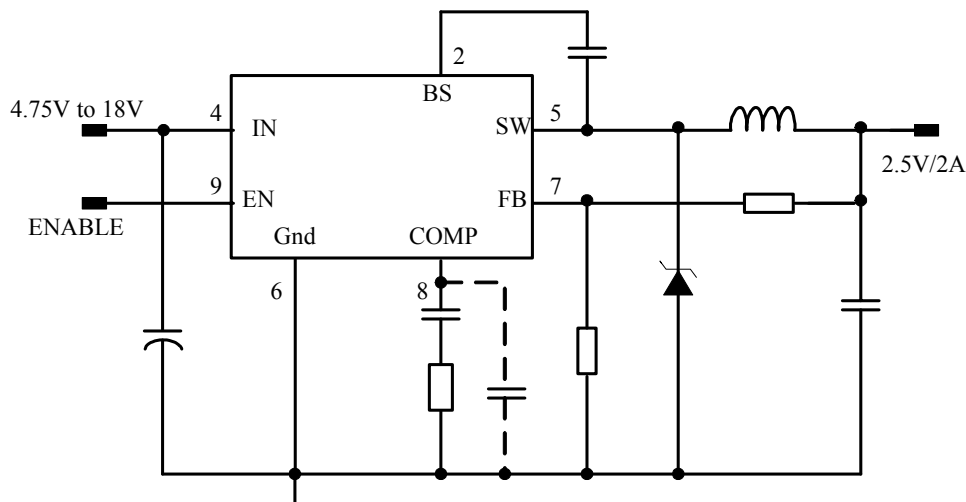 2
BS
4.75V to 18V
4
IN
SW
5
2.5V/2A
9
EN
FB
7
ENABLE
Gnd
COMP
6
8